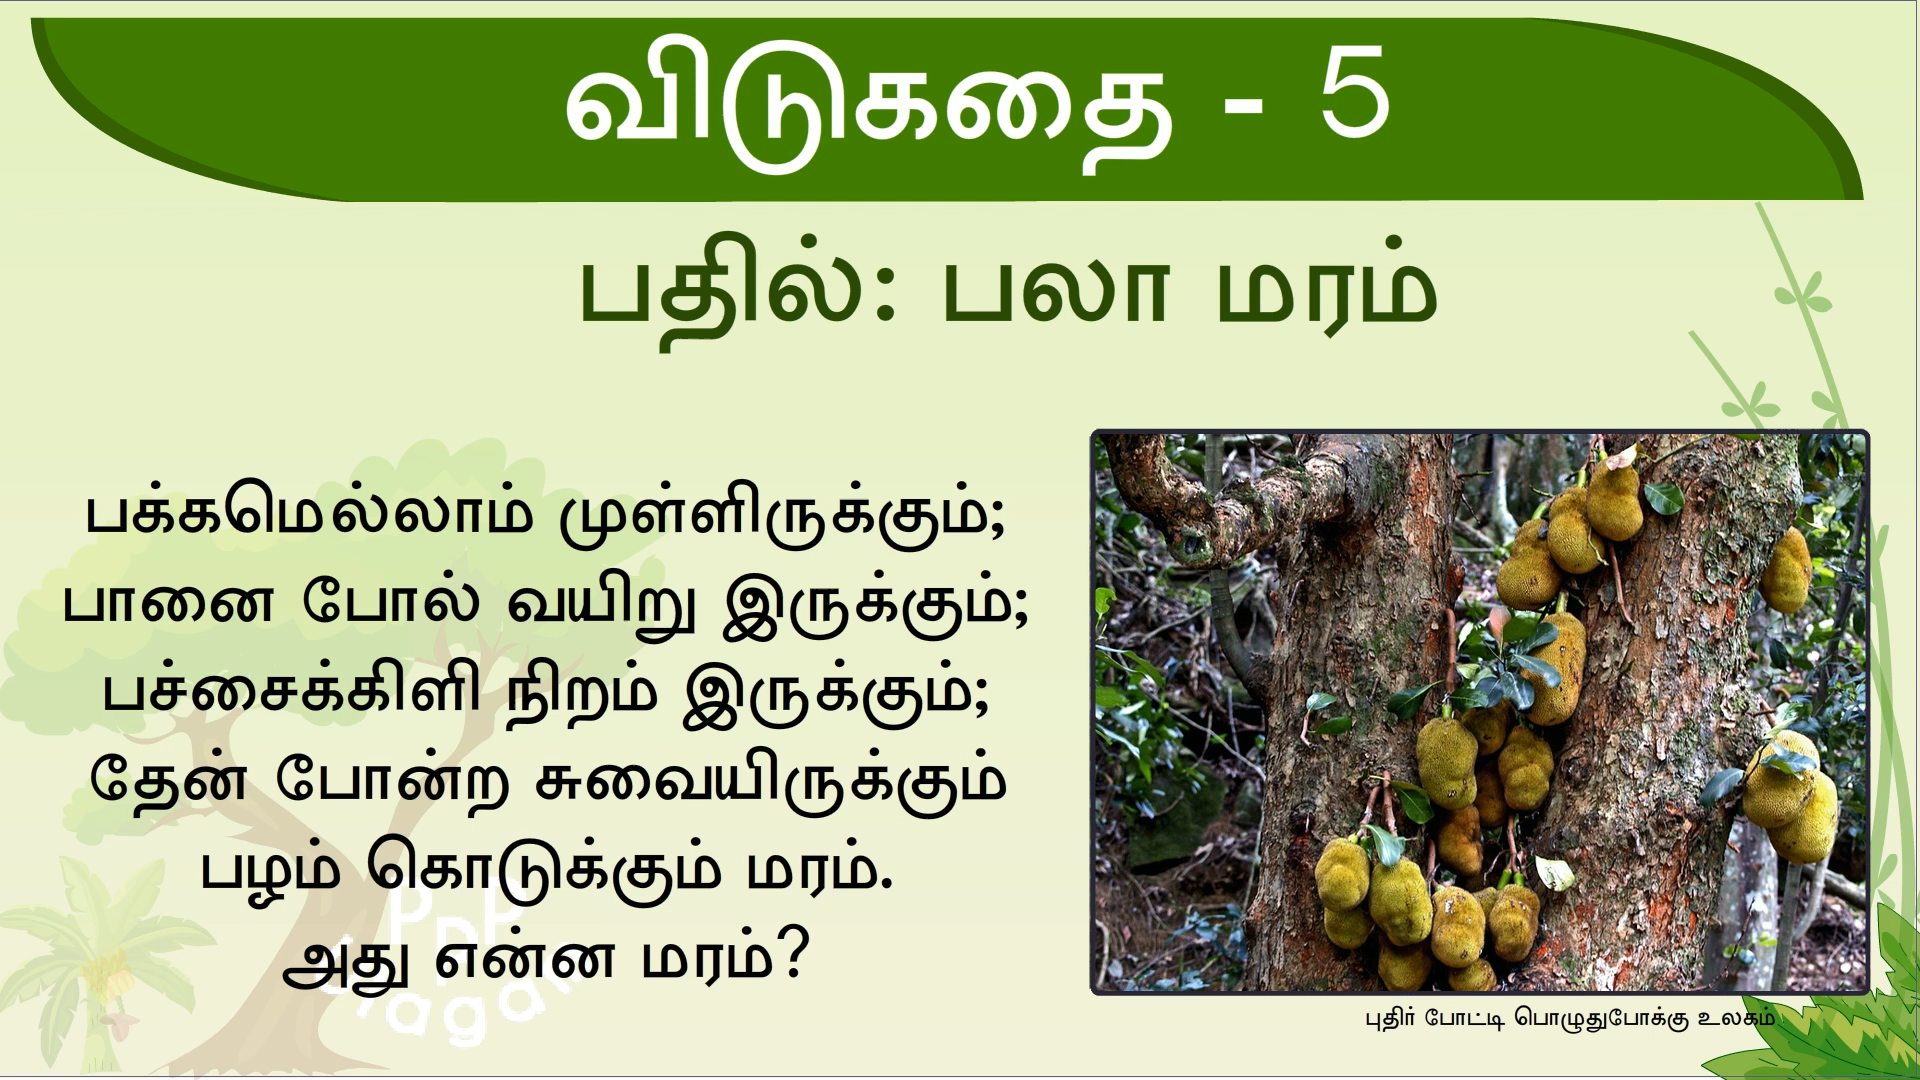 விடுகதை - 5
பதில்: பலா மரம்
பக்கமெல்லாம் முள்ளிருக்கும்;
பானை போல் வயிறு இருக்கும்;
பச்சைக்கிளி நிறம் இருக்கும்;
தேன் போன்ற சுவையிருக்கும்
பழம் கொடுக்கும் மரம்.
அது என்ன மரம்?
புதிர் போட்டி பொழுதுபோக்கு உலகம்